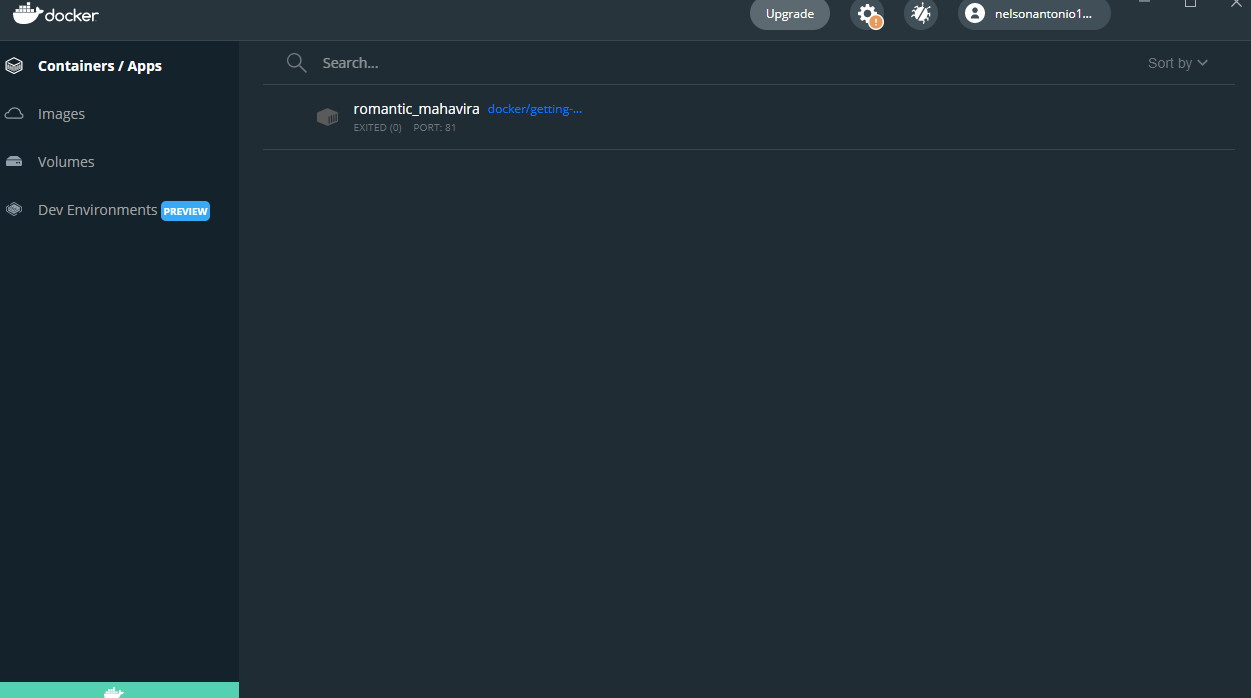 docker
Upgrade
nelsonantonio1...
Containers / Apps
Images
Volumes
Dev Environments PREVIEW
Search...
Sort by
romantic_mahavira docker/getting-...
EXITED (0) PORT: 81